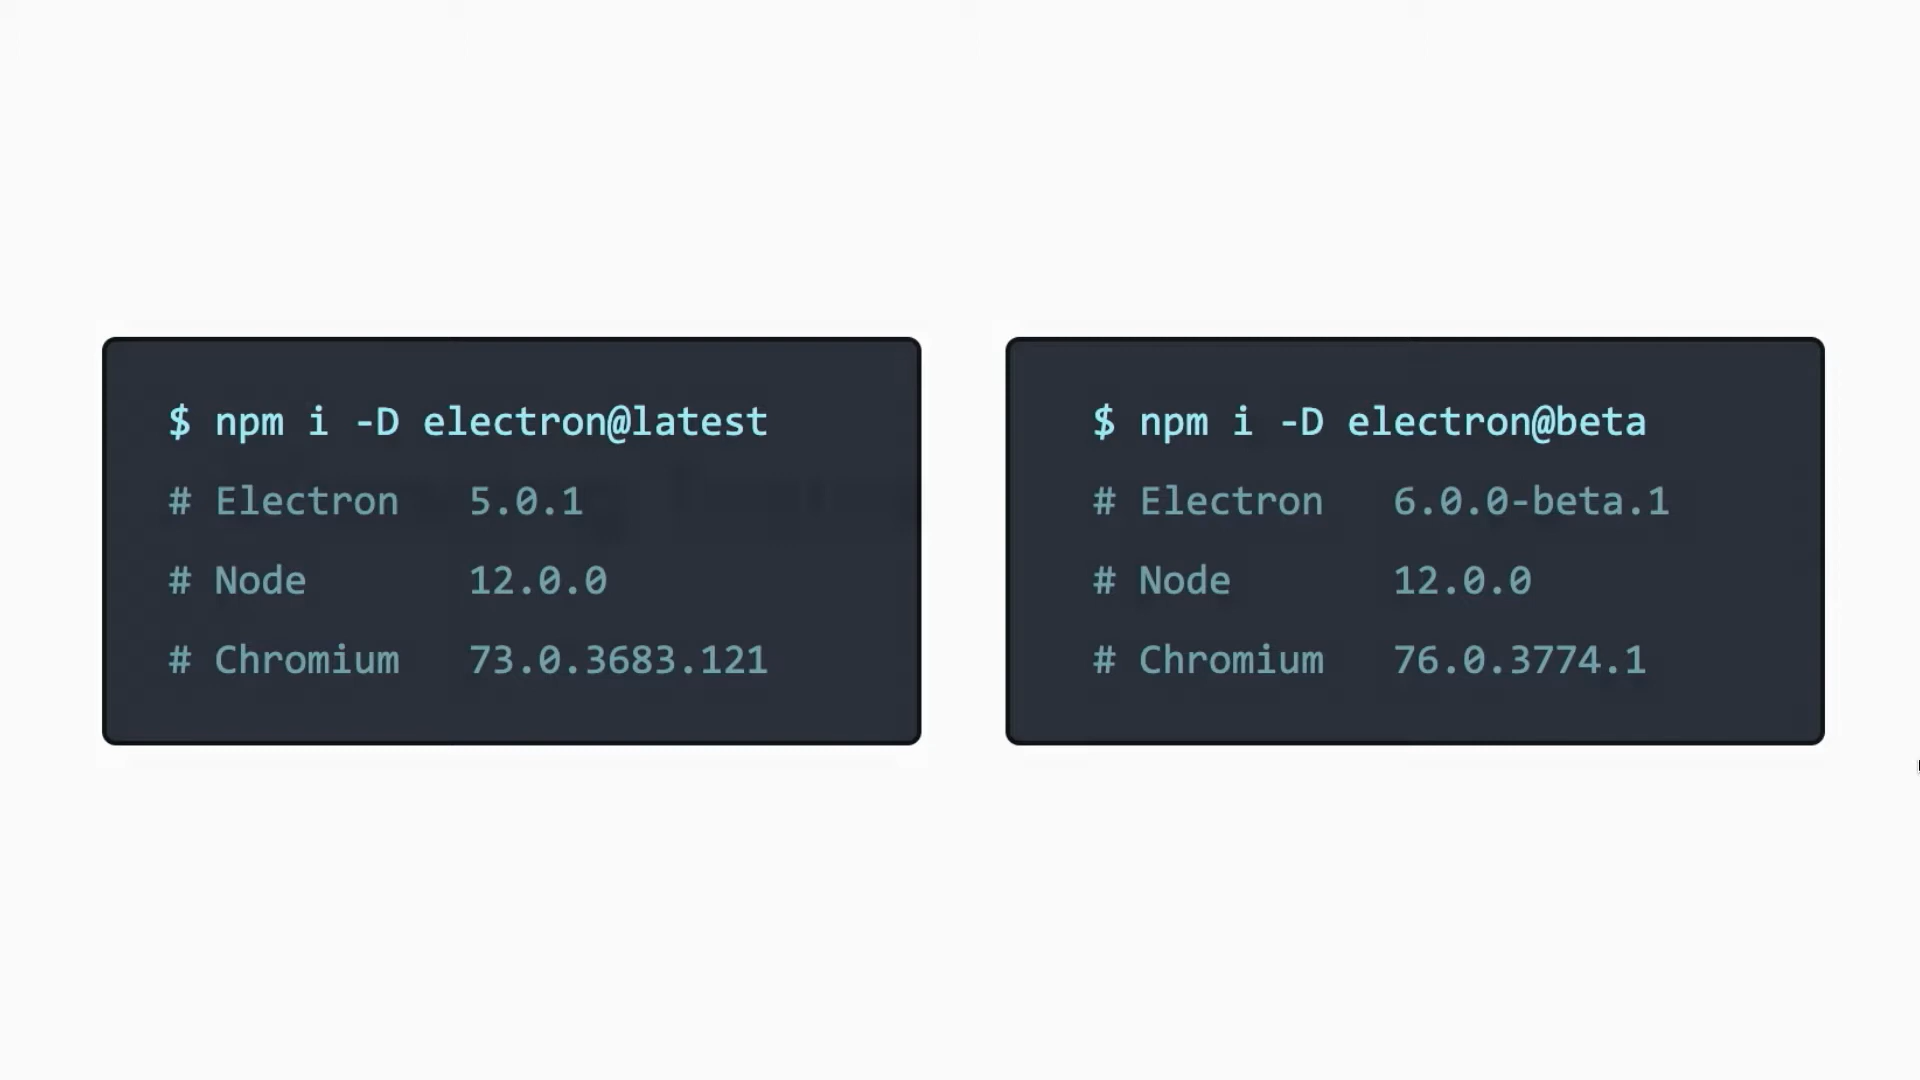 $ npm i -D electron@latest
# Electron 5.0.1
# Node 12.0.0
# Chromium 73.0.3683.121
$ npm i -D electron@beta
# Electron 6.0.0-beta.1
# Node 12.0.0
# Chromium 76.0.3774.1